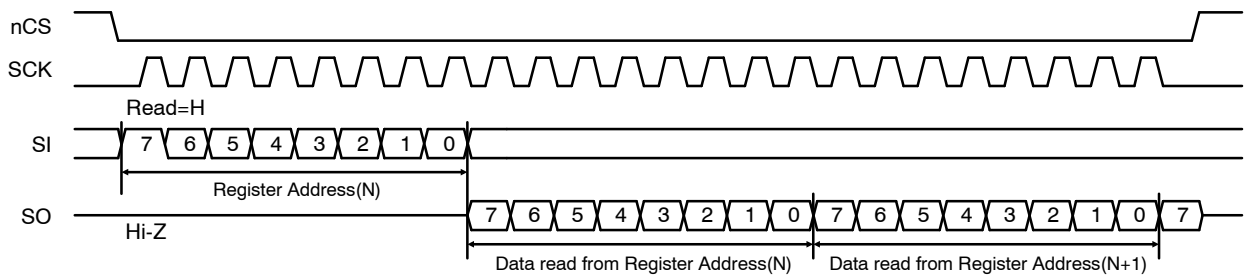 nCS
SCK
Read=H
SI 7 6 5 4 3 2 1 0
Register Address(N)
SO 7 6 5 4 3 2 1 0 7 6 5 4 3 2 1 0 7
Hi-Z
Data read from Register Address(N) Data read from Register Address(N+1)